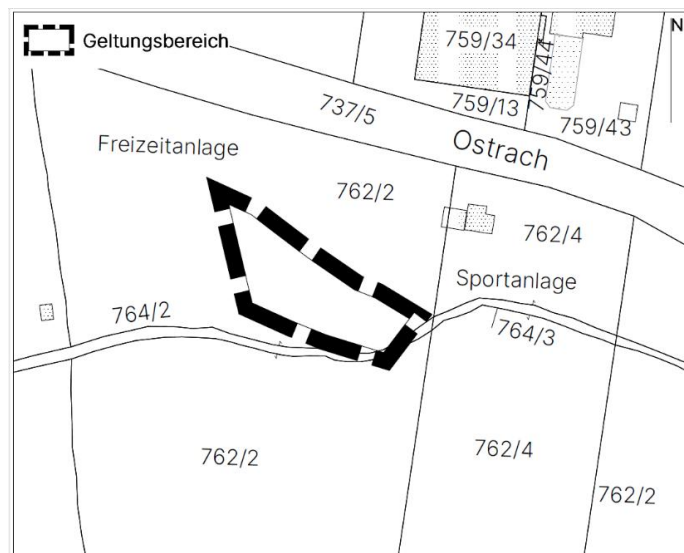 Geltungsbereich
N
759/34
759/44
737/5
759/13
759/43
Ostrach
Freizeitanlage
762/2
762/4
Sportanlage
764/2
764/3
762/2
762/4
762/2